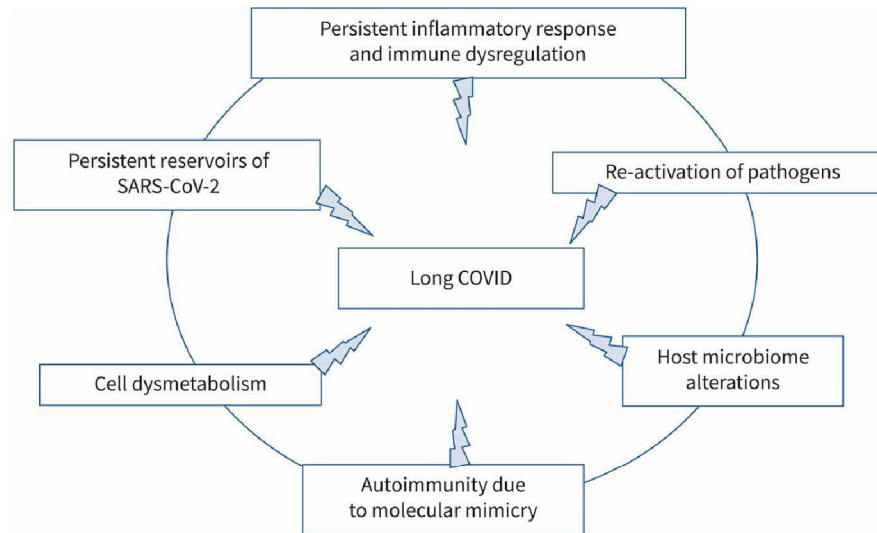 Persistent inflammatory response
and immune dysregulation
Persistent reservoirs of
SARS-CoV-2
Re-activation of pathogens
Long COVID
Cell dysmetabolism
Host microbiome
alterations
Autoimmunity due
to molecular mimicry